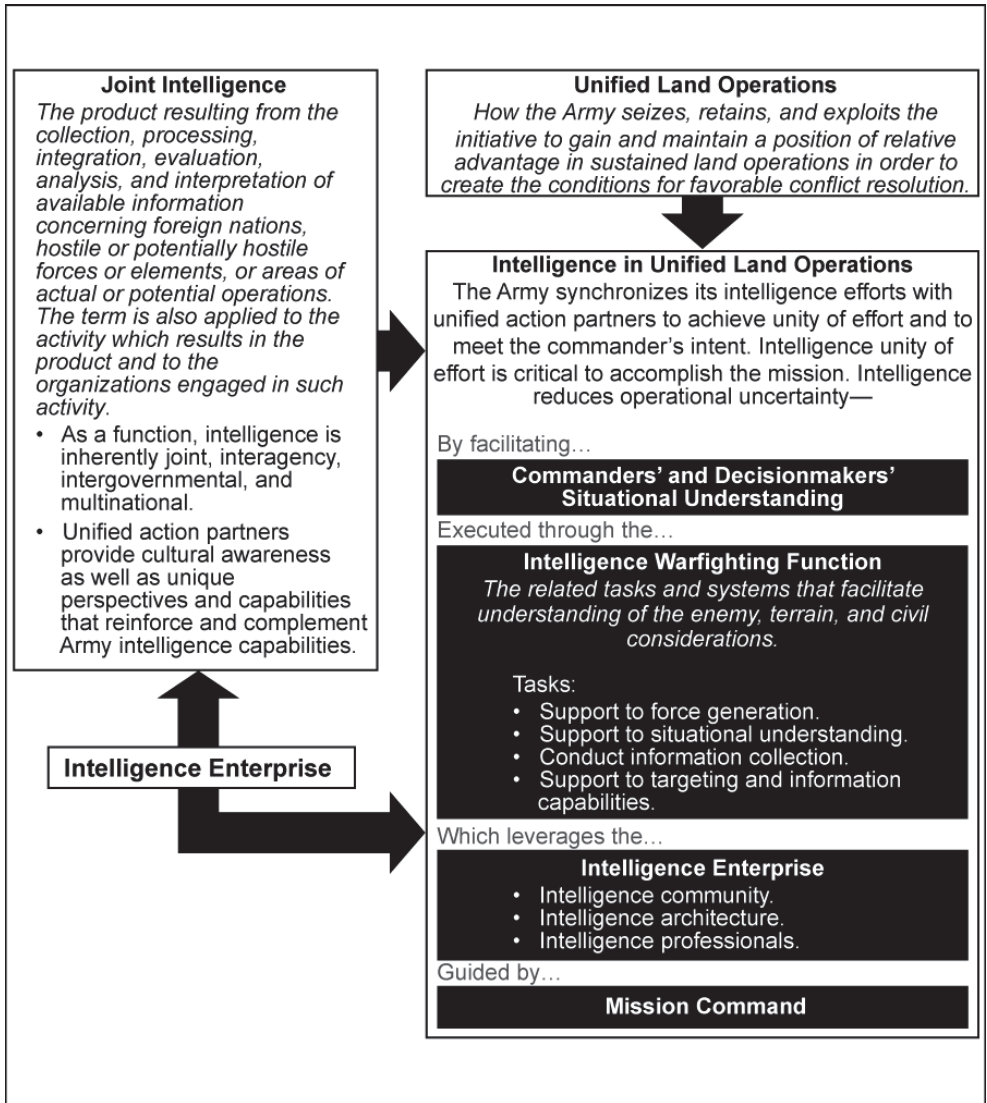 Joint Intelligence
The product resulting from the
collection, processing,
integration, evaluation,
analysis, and interpretation of
available information
concerning foreign nations,
hostile or potentially hostile
forces or elements, or areas of
actual or potential operations.
The term is also applied to the
activity which results in the
product and to the
organizations engaged in such
activity.
• As a function, intelligence is
inherently joint, interagency,
intergovernmental, and
multinational.
• Unified action partners
provide cultural awareness
as well as unique
perspectives and capabilities
that reinforce and complement
Army intelligence capabilities.
Intelligence Enterprise
Unified Land Operations
How the Army seizes, retains, and exploits the
initiative to gain and maintain a position of relative
advantage in sustained land operations in order to
create the conditions for favorable conflict resolution.
Intelligence in Unified Land Operations
The Army synchronizes its intelligence efforts with
unified action partners to achieve unity of effort and to
meet the commander’s intent. Intelligence unity of
effort is critical to accomplish the mission. Intelligence
reduces operational uncertainty—
By facilitating…
Commanders’ and Decisionmakers’
Situational Understanding
Executed through the…
Intelligence Warfighting Function
The related tasks and systems that facilitate
understanding of the enemy, terrain, and civil
considerations.
Tasks:
• Support to force generation.
• Support to situational understanding.
• Conduct information collection.
• Support to targeting and information
capabilities.
Which leverages the…
Intelligence Enterprise
• Intelligence community.
• Intelligence architecture.
• Intelligence professionals.
Guided by…
Mission Command